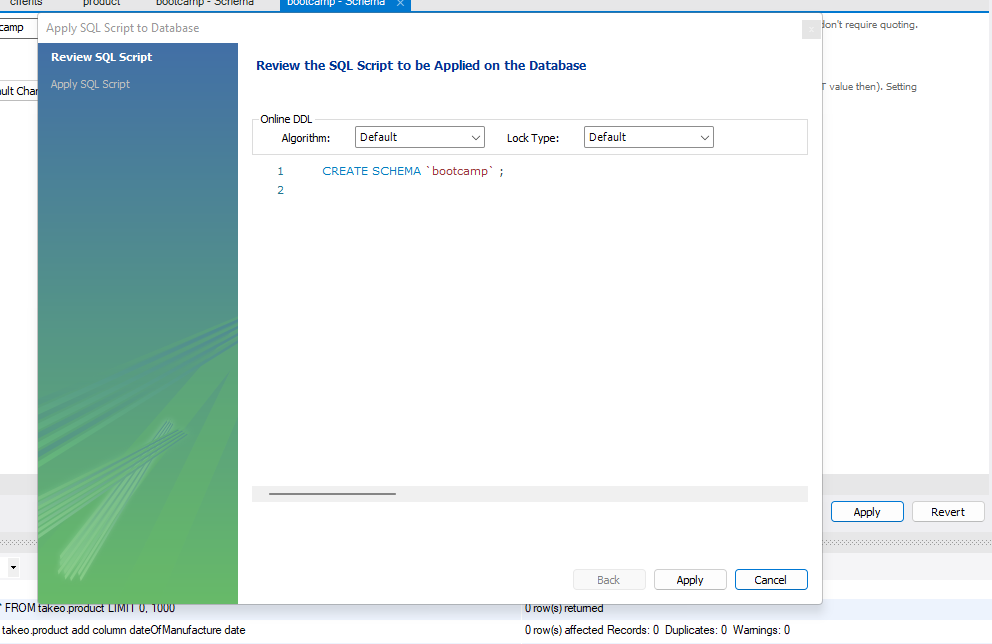 clients product bootcamp - Schema bootcamp - Schema
Apply SQL Script to Database
don't require quoting.
camp
Review SQL Script
Review the SQL Script to be Applied on the Database
Apply SQL Script
ult Char
T value then). Setting
Online DDL
Algorithm: Default Lock Type: Default
1 CREATE SCHEMA `bootcamp` ;
2
Apply Revert
Back Apply Cancel
* FROM takeo.product LIMIT 0, 1000 0 row(s) returned
takeo.product add column dateOfManufacture date 0 row(s) affected Records: 0 Duplicates: 0 Warnings: 0